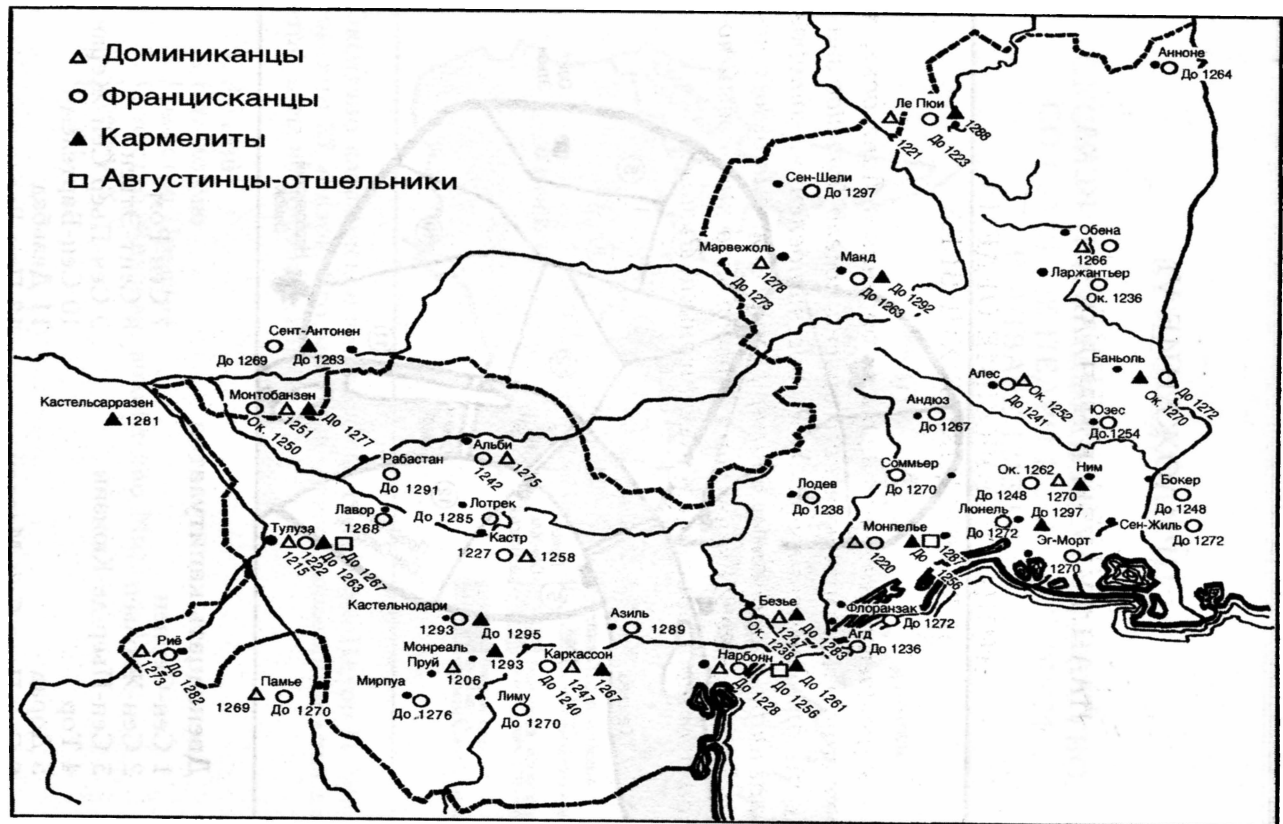 Доминиканцы
Францисканцы
Кармелиты
Августинцы-отшельники
Анноне
До 1264
Ле Пюи
1221
До 1223
1288
Сен-Шели
До 1297
Обена
1266
Марвежоль
1278
До 1273
Манд
До 1263
До 1292
Ларжантьер
Ок. 1236
Сент-Антонен
До 1269
До 1283
Баньоль
Ок. 1270
До 1272
Алес
Ок. 1252
До 1241
Кастельсарразен
1281
Монтобанзен
Ок. 1250
1251
До 1277
Андюз
До 1267
Юзес
До 1254
Альби
1242
1275
Рабастан
До 1291
Соммьер
До 1270
Ок. 1262
До 1248
1270
Ним
До 1297
Бокер
До 1248
Лодев
До 1238
Лавор
1268
Лотрек
До 1285
Люнель
До 1272
Сен-Жиль
До 1272
Тулуза
1215
1222
До 1263
До 1267
Кастр
1227
1258
Монпелье
1220
До
1287
1256
Эг-Морт
1270
Кастельнодари
1293
До 1295
Азиль
1289
Безье
Ок. 1238
1247
До 1283
Флоранзак
До 1272
Агд
До 1236
Риё
1273
До 1282
Монреаль
1293
Пруй
1206
Каркассон
До 1240
1247
1267
Нарбонн
До 1228
До 1256
До 1261
Памье
1269
До 1270
Мирпуа
До 1276
Лиму
До 1270